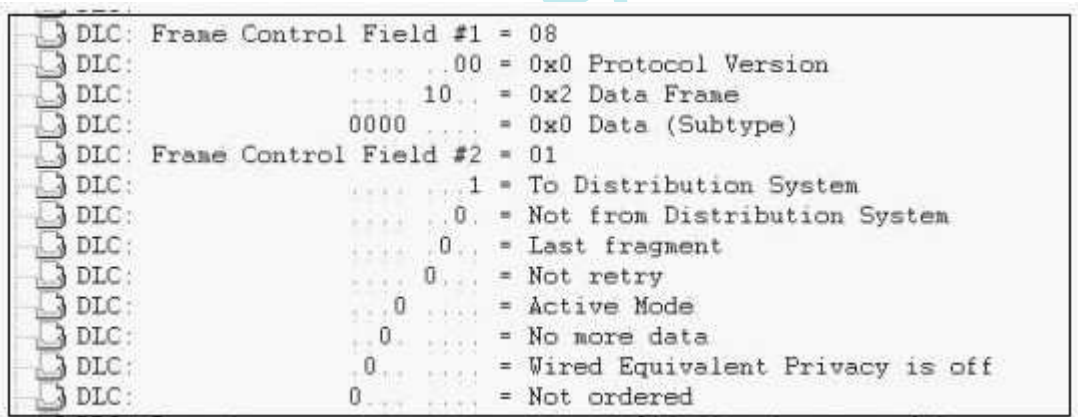 DLC: Frame Control Field #1 = 08
DLC: .... ..00 = 0x0 Protocol Version
DLC: .... 10.. = 0x2 Data Frame
DLC: 0000 .... = 0x0 Data (Subtype)
DLC: Frame Control Field #2 = 01
DLC: .... ...1 = To Distribution System
DLC: .... ..0. = Not from Distribution System
DLC: .... .0.. = Last fragment
DLC: .... 0... = Not retry
DLC: ...0 .... = Active Mode
DLC: ..0. .... = No more data
DLC: .0.. .... = Wired Equivalent Privacy is off
DLC: 0... .... = Not ordered